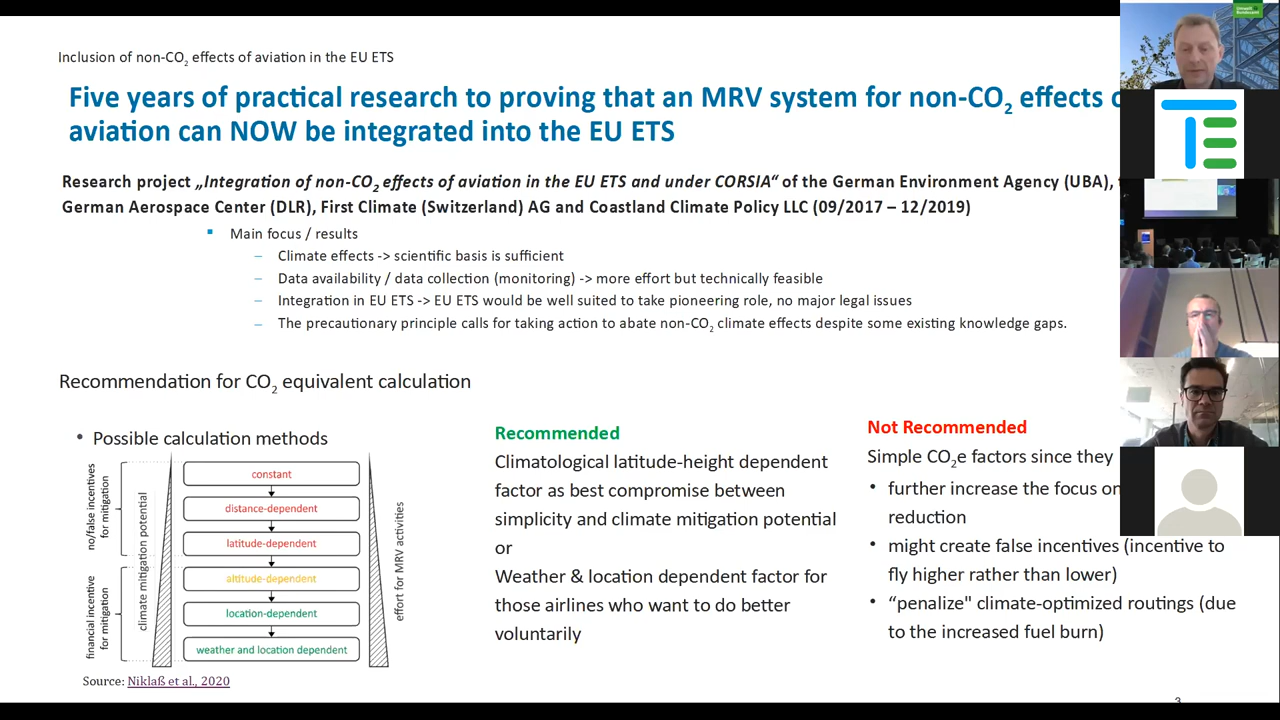 Inclusion of non-CO2 effects of aviation in the EU ETS
Five years of practical research to proving that an MRV system for non-CO2 effects
aviation can NOW be integrated into the EU ETS
Research project „Integration of non-CO2 effects of aviation in the EU ETS and under CORSIA“ of the German Environment Agency (UBA),
German Aerospace Center (DLR), First Climate (Switzerland) AG and Coastland Climate Policy LLC (09/2017 – 12/2019)
▪ Main focus / results
– Climate effects -> scientific basis is sufficient
– Data availability / data collection (monitoring) -> more effort but technically feasible
– Integration in EU ETS -> EU ETS would be well suited to take pioneering role, no major legal issues
– The precautionary principle calls for taking action to abate non-CO2 climate effects despite some existing knowledge gaps.
Recommendation for CO2 equivalent calculation
• Possible calculation methods
no/false incentives
for mitigation
financial incentive
for mitigation
climate mitigation potential
constant
distance-dependent
latitude-dependent
altitude-dependent
location-dependent
weather and location dependent
effort for MRV activities
Source: Niklaß et al., 2020
Recommended
Climatological latitude-height dependent
factor as best compromise between
simplicity and climate mitigation potential
or
Weather & location dependent factor for
those airlines who want to do better
voluntarily
Not Recommended
Simple CO2e factors since they
• further increase the focus on
reduction
• might create false incentives (incentive to
fly higher rather than lower)
• “penalize" climate-optimized routings (due
to the increased fuel burn)
3
Umwelt
Bundesamt
TE